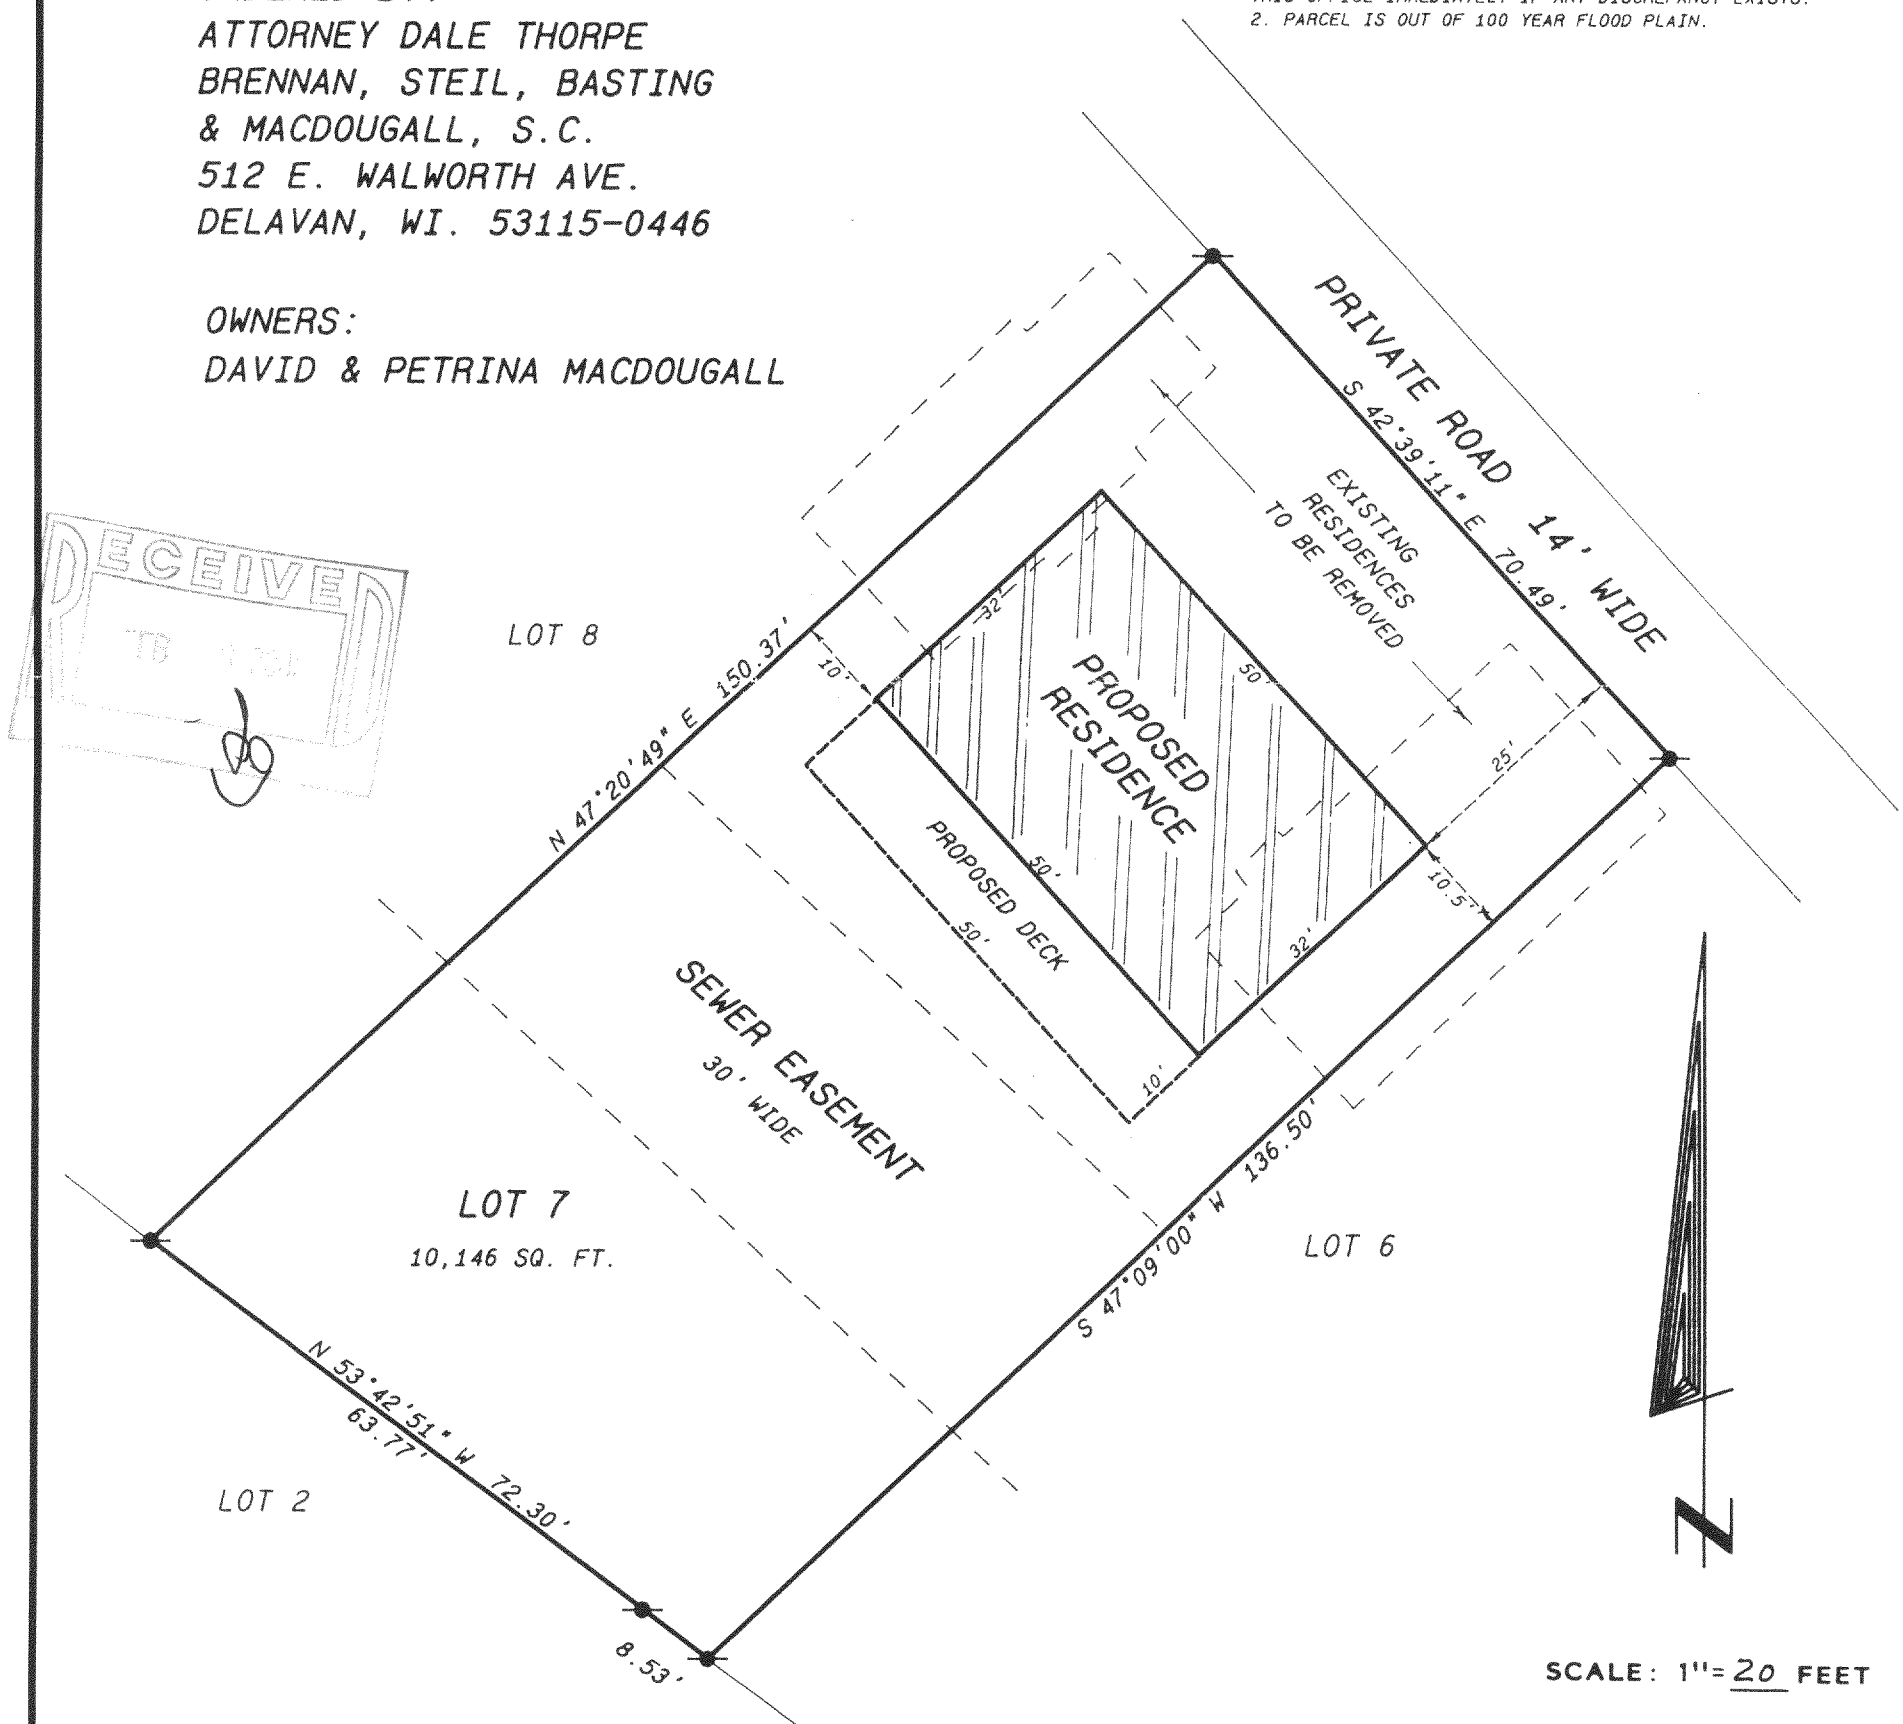 2. PARCEL IS OUT OF 100 YEAR FLOOD PLAIN.
ATTORNEY DALE THORPE
BRENNAN, STEIL, BASTING
& MACDOUGALL, S.C.
512 E. WALWORTH AVE.
DELAVAN, WI. 53115-0446
OWNERS:
DAVID & PETRINA MACDOUGALL
RECEIVED
PRIVATE ROAD 14' WIDE
S 42°39'11" E 70.49'
EXISTING
RESIDENCES
TO BE REMOVED
LOT 8
N 47°20'49" E 150.37'
10'
32'
50'
PROPOSED
RESIDENCE
25'
10.5'
50'
32'
PROPOSED DECK
50'
10'
SEWER EASEMENT
30' WIDE
S 47°09'00" W 136.50'
LOT 7
10,146 SQ. FT.
LOT 6
N 53°42'51" W 72.30'
63.77'
LOT 2
8.53'
N
SCALE: 1"= 20 FEET